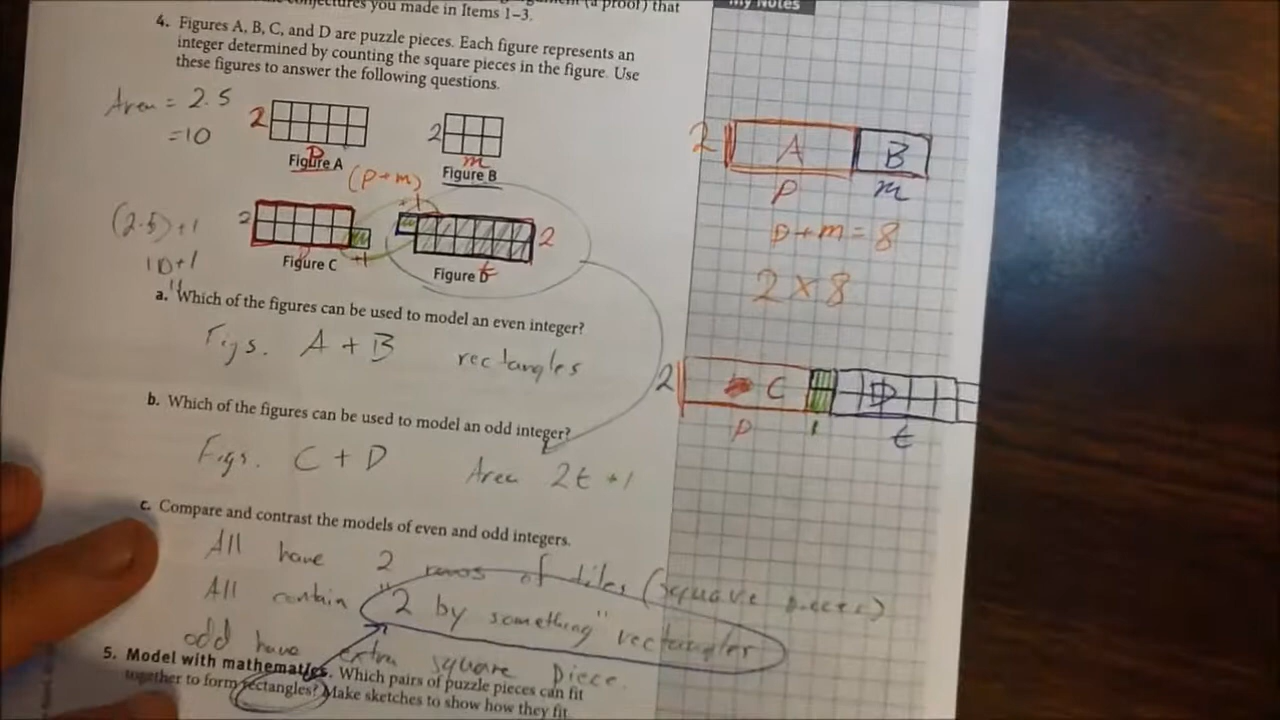 conjectures you made in Items 1–3.
(a proof) that
My Notes
4. Figures A, B, C, and D are puzzle pieces. Each figure represents an
integer determined by counting the square pieces in the figure. Use
these figures to answer the following questions.
Area = 2.5
=10
2
2
Figure A
p
Figure B
m
(p+m)
(2.5)+1
10+1
11
2
+1
+1
2
Figure C
Figure D
t
a. Which of the figures can be used to model an even integer?
Figs. A + B rectangles
b. Which of the figures can be used to model an odd integer?
Figs. C + D Area 2t +1
c. Compare and contrast the models of even and odd integers.
All have 2 rows of tiles (square pieces)
All contain "2 by something" rectangles
odd have extra square piece.
5. Model with mathematics. Which pairs of puzzle pieces can fit
together to form rectangles? Make sketches to show how they fit
2 A B
p m
p+m = 8
2 x 8
2 C D
p 1 t